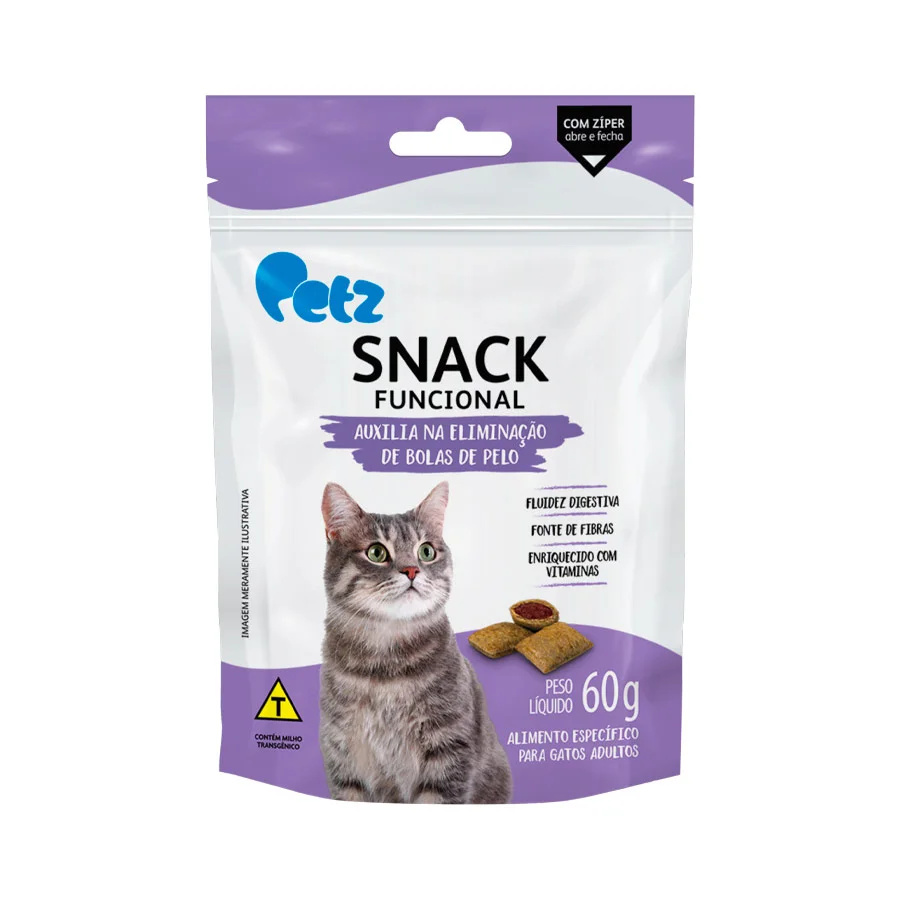 COM ZÍPER
abre e fecha
Petz
SNACK
FUNCIONAL
AUXILIA NA ELIMINAÇÃO
DE BOLAS DE PELO
FLUIDEZ DIGESTIVA
FONTE DE FIBRAS
ENRIQUECIDO COM
VITAMINAS
IMAGEM MERAMENTE ILUSTRATIVA
PESO
LÍQUIDO 60g
T
CONTÉM MILHO
TRANSGÊNICO
ALIMENTO ESPECÍFICO
PARA GATOS ADULTOS